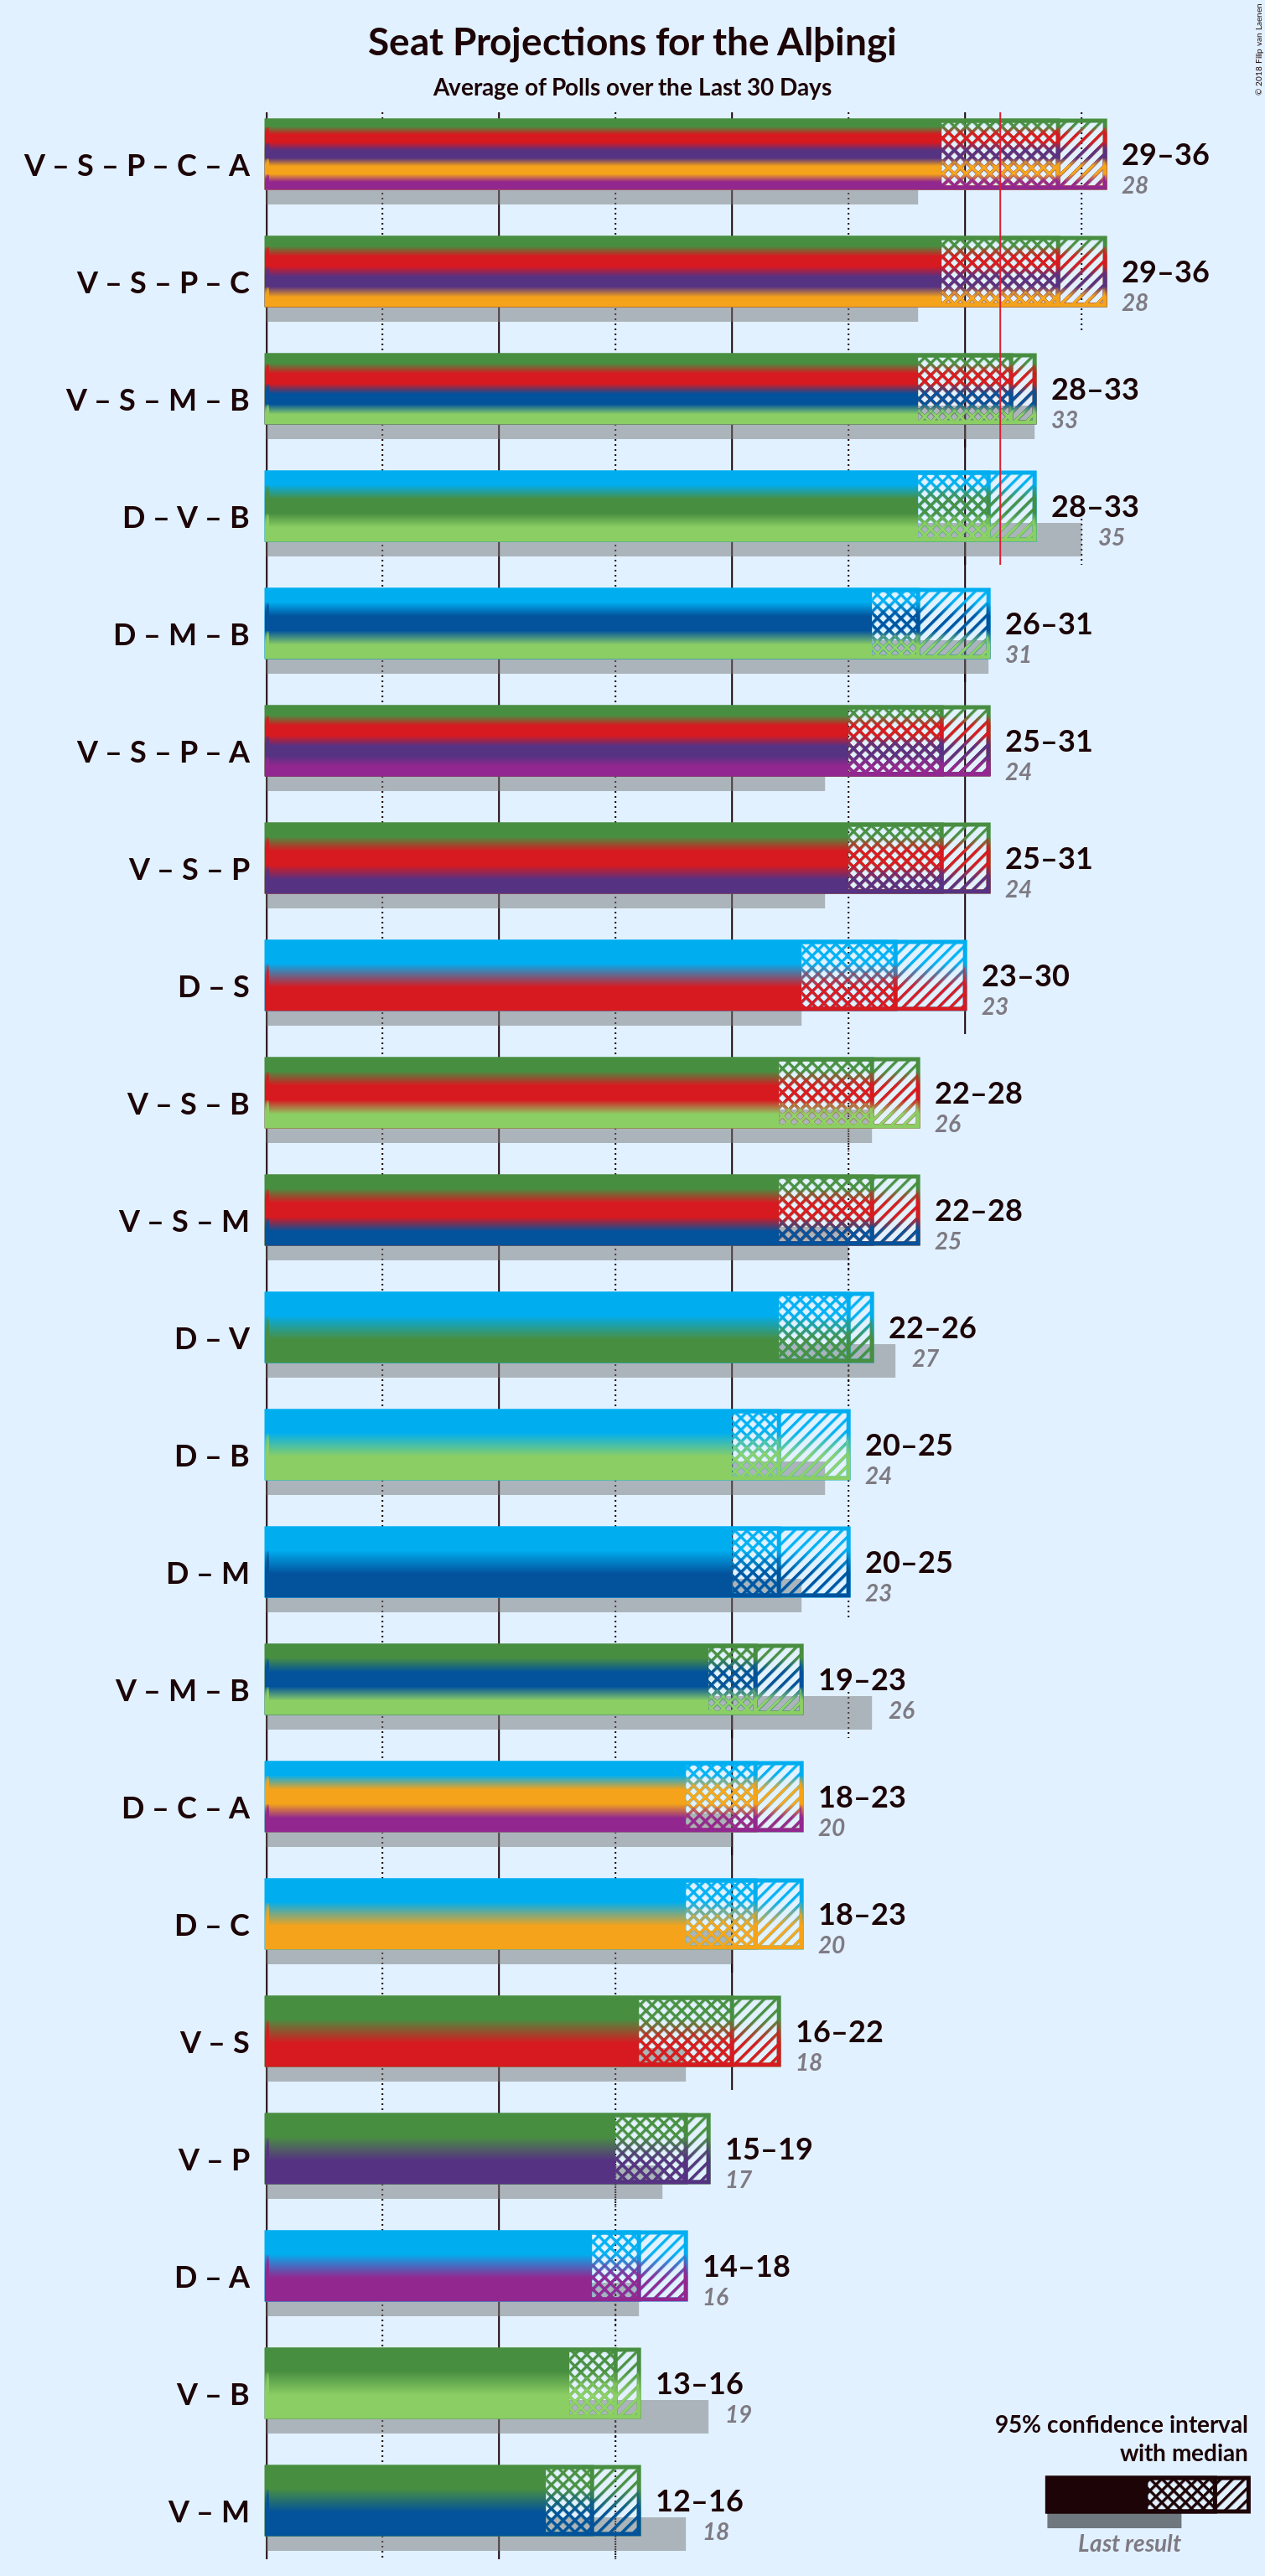 © 2018 Filip van Laenen
Seat Projections for the Alþingi
Average of Polls over the Last 30 Days
V – S – P – C – A
29–36
28
V – S – P – C
29–36
28
V – S – M – B
28–33
33
D – V – B
28–33
35
D – M – B
26–31
31
V – S – P – A
25–31
24
V – S – P
25–31
24
D – S
23–30
23
V – S – B
22–28
26
V – S – M
22–28
25
D – V
22–26
27
D – B
20–25
24
D – M
20–25
23
V – M – B
19–23
26
D – C – A
18–23
20
D – C
18–23
20
V – S
16–22
18
V – P
15–19
17
D – A
14–18
16
V – B
13–16
19
V – M
12–16
18
95% confidence interval
with median
Last result